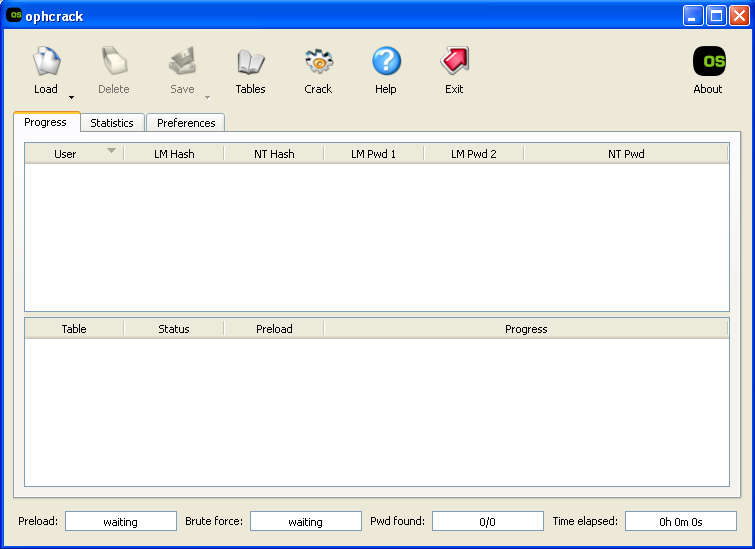 ophcrack
Load Delete Save Tables Crack Help Exit About
Progress Statistics Preferences
User LM Hash NT Hash LM Pwd 1 LM Pwd 2 NT Pwd
Table Status Preload Progress
Preload: waiting Brute force: waiting Pwd found: 0/0 Time elapsed: 0h 0m 0s